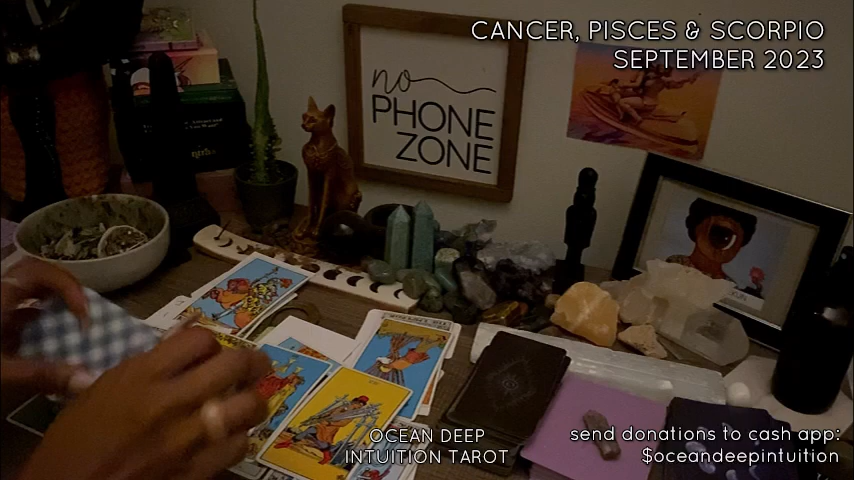 CANCER, PISCES & SCORPIO
SEPTEMBER 2023
no
PHONE
ZONE
OCEAN DEEP
INTUITION TAROT
send donations to cash app:
$oceandeepintuition